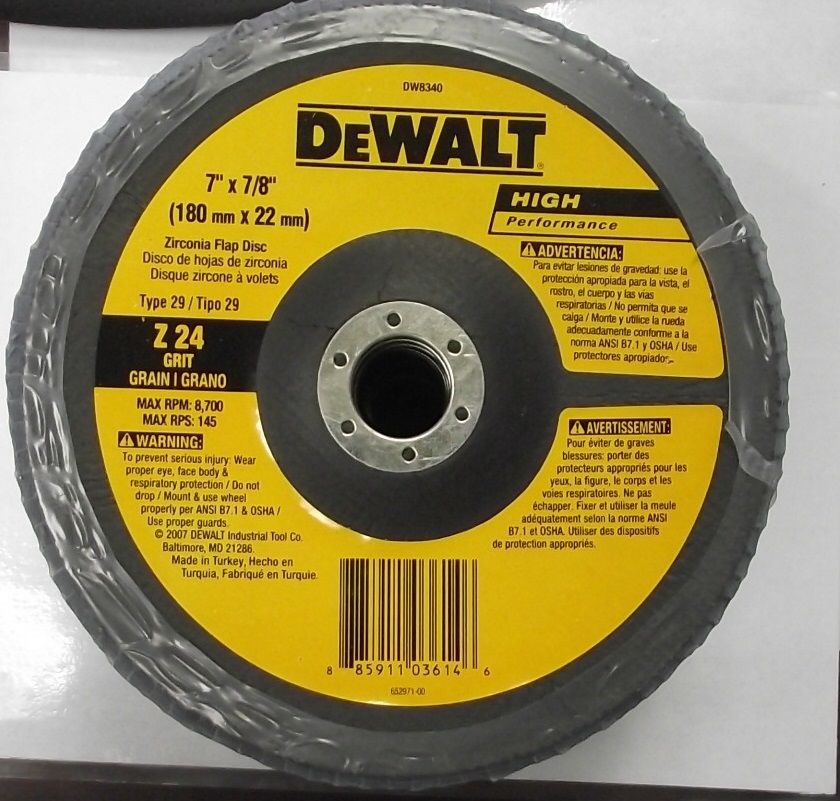 DW8340
DEWALT
7" x 7/8"
(180 mm x 22 mm)
Zirconia Flap Disc
Disco de hojas de zirconia
Disque zircone à volets
Type 29 / Tipo 29
Z 24
GRIT
GRAIN I GRANO
MAX RPM: 8,700
MAX RPS: 145
WARNING:
To prevent serious injury: Wear
proper eye, face body &
respiratory protection / Do not
drop / Mount & use wheel
properly per ANSI B7.1 & OSHA /
Use proper guards.
© 2007 DEWALT Industrial Tool Co.
Baltimore, MD 21286.
Made in Turkey, Hecho en
Turquia, Fabriqué en Turquie.
HIGH
Performance
ADVERTENCIA:
Para evitar lesiones de gravedad: use la
protección apropiada para la vista, el
rostro, el cuerpo y las vías
respiratorias / No permita que se
caiga / Monte y utilice la rueda
adecuadamente conforme a la
norma ANSI B7.1 y OSHA / Use
protectores apropiados.
AVERTISSEMENT:
Pour éviter de graves
blessures: porter des
protecteurs appropriés pour les
yeux, la figure, le corps et les
voies respiratoires. Ne pas
échapper. Fixer et utiliser la meule
adéquatement selon la norme ANSI
B7.1 et OSHA. Utiliser des dispositifs
de protection appropriés.
8 85911 03614 6
652971-00